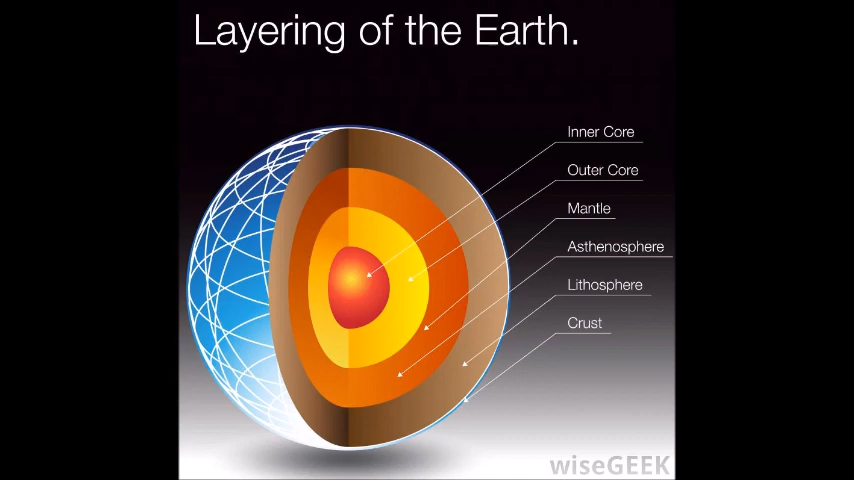 Layering of the Earth.
Inner Core
Outer Core
Mantle
Asthenosphere
Lithosphere
Crust
wiseGEEK